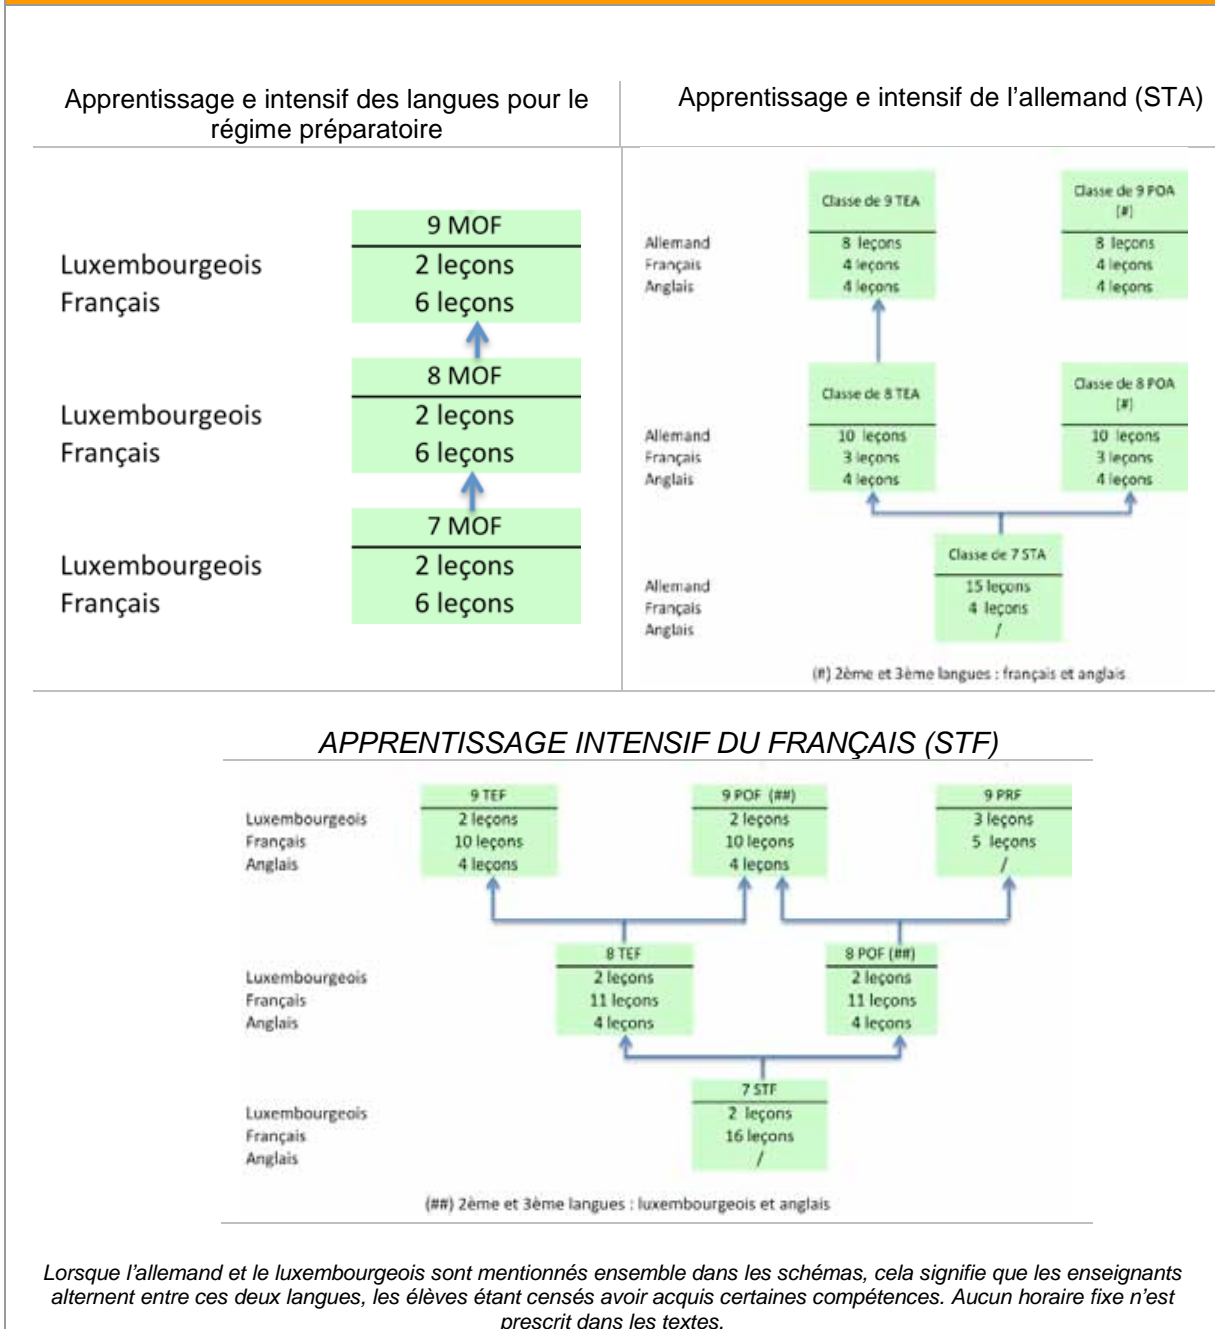 Apprentissage e intensif des langues pour le
régime préparatoire
9 MOF
Luxembourgeois 2 leçons
Français 6 leçons
8 MOF
Luxembourgeois 2 leçons
Français 6 leçons
7 MOF
Luxembourgeois 2 leçons
Français 6 leçons
Apprentissage e intensif de l'allemand (STA)
Classe de 9 TEA Classe de 9 POA
(#)
Allemand 8 leçons 8 leçons
Français 4 leçons 4 leçons
Anglais 4 leçons 4 leçons
Classe de 8 TEA Classe de 8 POA
(#)
Allemand 10 leçons 10 leçons
Français 3 leçons 3 leçons
Anglais 4 leçons 4 leçons
Classe de 7 STA
Allemand 15 leçons
Français 4 leçons
Anglais /
(#) 2ème et 3ème langues : français et anglais
APPRENTISSAGE INTENSIF DU FRANÇAIS (STF)
9 TEF 9 POF (##) 9 PRF
Luxembourgeois 2 leçons 2 leçons 3 leçons
Français 10 leçons 10 leçons 5 leçons
Anglais 4 leçons 4 leçons /
8 TEF 8 POF (##)
Luxembourgeois 2 leçons 2 leçons
Français 11 leçons 11 leçons
Anglais 4 leçons 4 leçons
7 STF
Luxembourgeois 2 leçons
Français 16 leçons
Anglais /
(##) 2ème et 3ème langues : luxembourgeois et anglais
Lorsque l'allemand et le luxembourgeois sont mentionnés ensemble dans les schémas, cela signifie que les enseignants
alternent entre ces deux langues, les élèves étant censés avoir acquis certaines compétences. Aucun horaire fixe n'est
prescrit dans les textes.